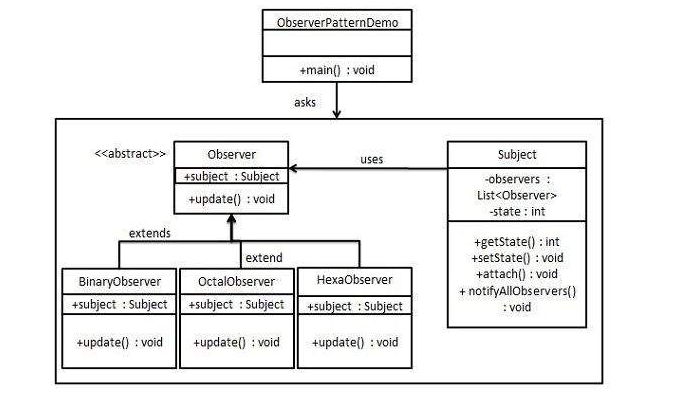 ObserverPatternDemo
+main() : void
asks
<<abstract>>
Observer
+subject : Subject
+update() : void
uses
Subject
-observers :
List<Observer>
-state : int
+getState() : int
+setState() : void
+attach() : void
+ notifyAllObservers()
: void
extends
extend
BinaryObserver
+subject : Subject
+update() : void
OctalObserver
+subject : Subject
+update() : void
HexaObserver
+subject : Subject
+update() : void